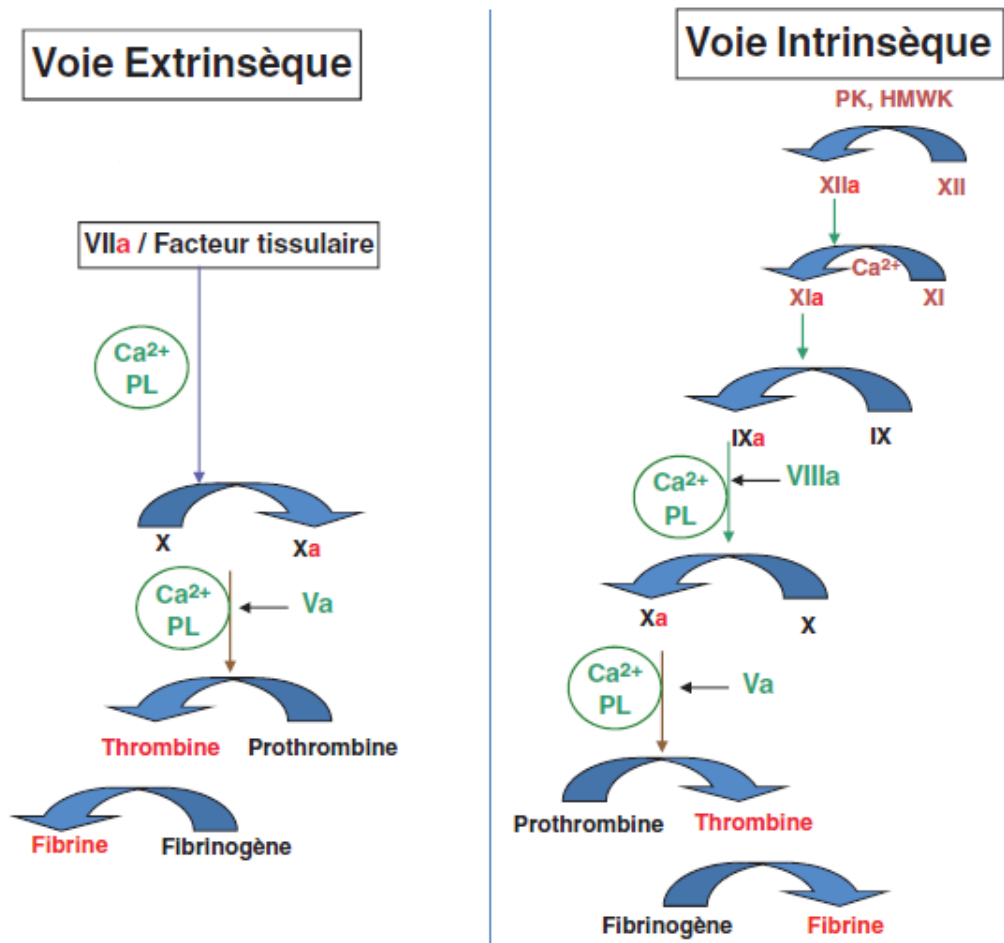 Voie Extrinsèque
VIIa / Facteur tissulaire
Ca²⁺
PL
X
Xa
Ca²⁺
PL
Va
Thrombine
Prothrombine
Fibrine
Fibrinogène
Voie Intrinsèque
PK, HMWK
XIIa
XII
Ca²⁺
XIa
XI
IXa
IX
Ca²⁺
PL
VIIIa
Xa
X
Ca²⁺
PL
Va
Prothrombine
Thrombine
Fibrinogène
Fibrine